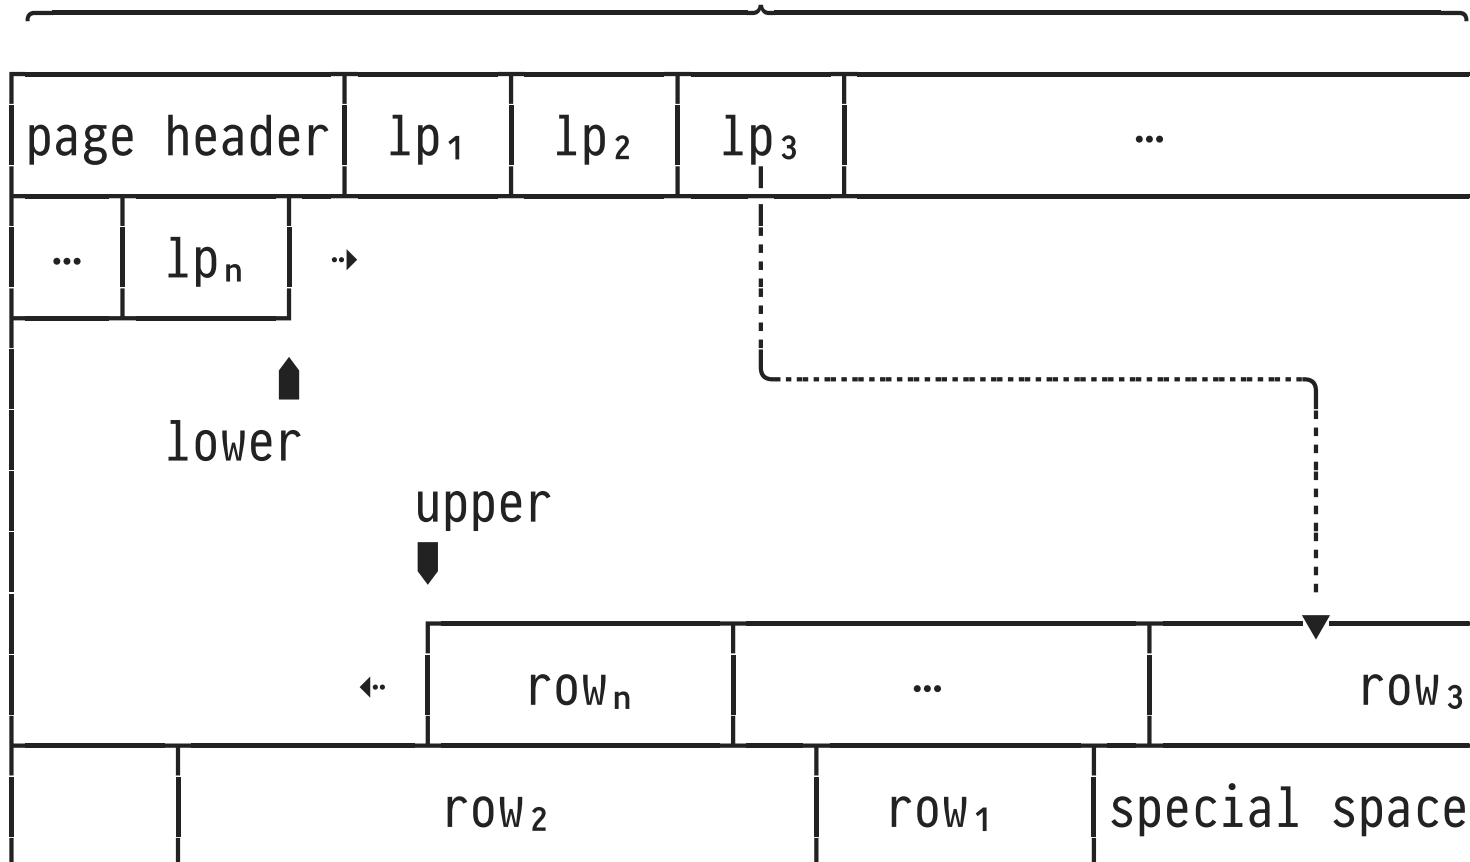 page header lp₁ lp₂ lp₃ …
… lpₙ
lower
upper
rowₙ … row₃
row₂ row₁ special space